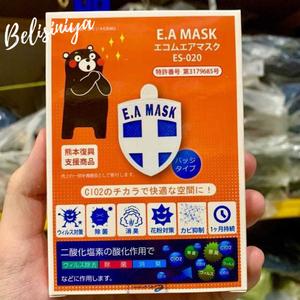 Belisiniya
E.A MASK
エコムエアマスク
ES-020
特許番号 第3179685号
E.A MASK
熊本復興
支援商品
バッジ
タイプ
ClO2のチカラで快適な空間に！
ウィルス対策 除菌 消臭 花粉対策 カビ抑制 1ヶ月持続
二酸化塩素の酸化作用で
ウィルス除去 除菌 消臭
などに作用します。